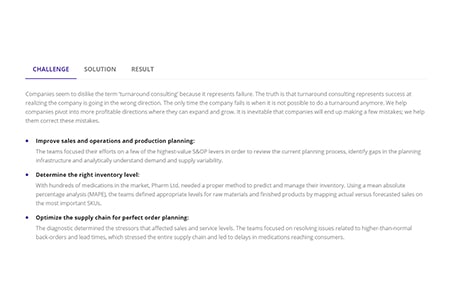 CHALLENGE SOLUTION RESULT
Companies seem to dislike the term 'turnaround consulting' because it represents failure. The truth is that turnaround consulting represents success at
realizing the company is going in the wrong direction. The only time the company fails is when it is not possible to do a turnaround anymore. We help
companies pivot into more profitable directions where they can expand and grow. It is inevitable that companies will end up making a few mistakes; we help
them correct these mistakes.
Improve sales and operations and production planning:
The teams focused their efforts on a few of the highest-value S&OP levers in order to review the current planning process, identify gaps in the planning
infrastructure and analytically understand demand and supply variability.
Determine the right inventory level:
With hundreds of medications in the market, Pharm Ltd. needed a proper method to predict and manage their inventory. Using a mean absolute
percentage analysis (MAPE), the teams defined appropriate levels for raw materials and finished products by mapping actual versus forecasted sales on
the most important SKUs.
Optimize the supply chain for perfect order planning:
The diagnostic determined the stressors that affected sales and service levels. The teams focused on resolving issues related to higher-than-normal
back-orders and lead times, which stressed the entire supply chain and led to delays in medications reaching consumers.